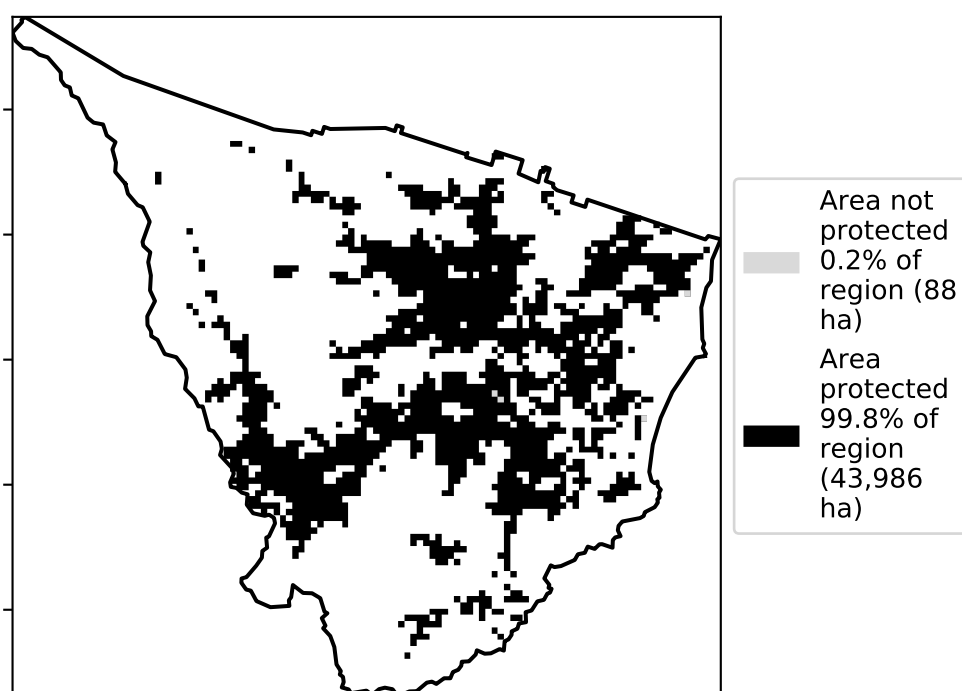 Area not
protected
0.2% of
region (88
ha)
Area
protected
99.8% of
region
(43,986
ha)